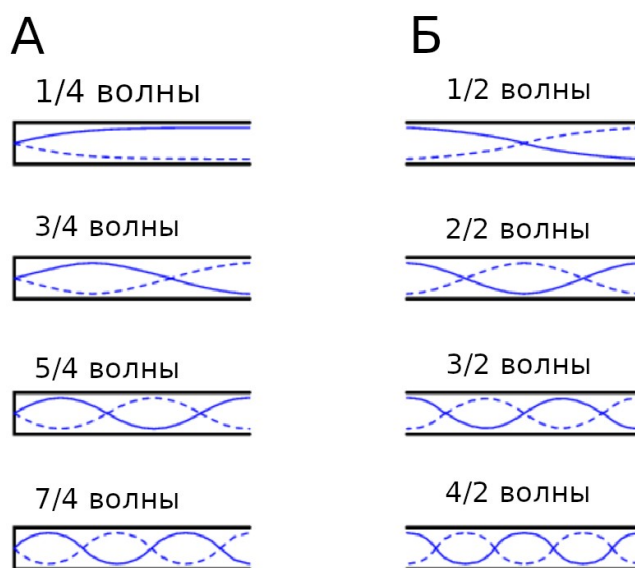 А
Б
1/4 волны
1/2 волны
3/4 волны
2/2 волны
5/4 волны
3/2 волны
7/4 волны
4/2 волны